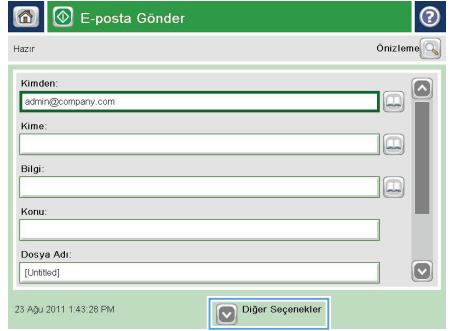 E-posta Gönder
Hazır
Önizleme
Kimden:
admin@company.com
Kime:
Bilgi:
Konu:
Dosya Adı:
[Untitled]
23 Ağu 2011 1:43:28 PM
Diğer Seçenekler